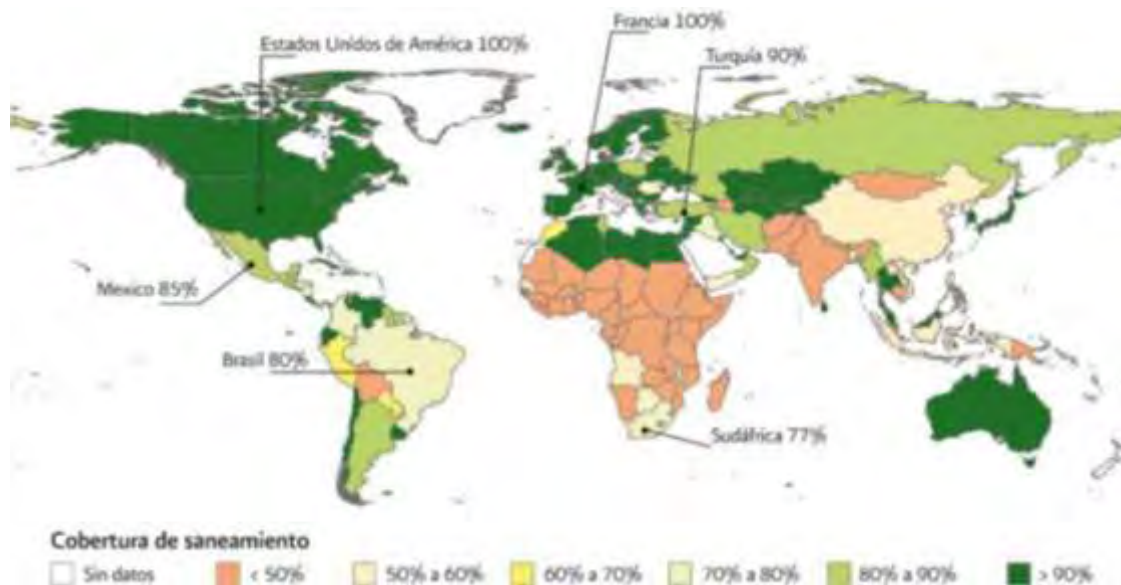 Francia 100%
Estados Unidos de América 100%
Turquía 90%
Mexico 85%
Brasil 80%
Sudáfrica 77%
Cobertura de saneamiento
Sin datos
< 50%
50% a 60%
60% a 70%
70% a 80%
80% a 90%
> 90%